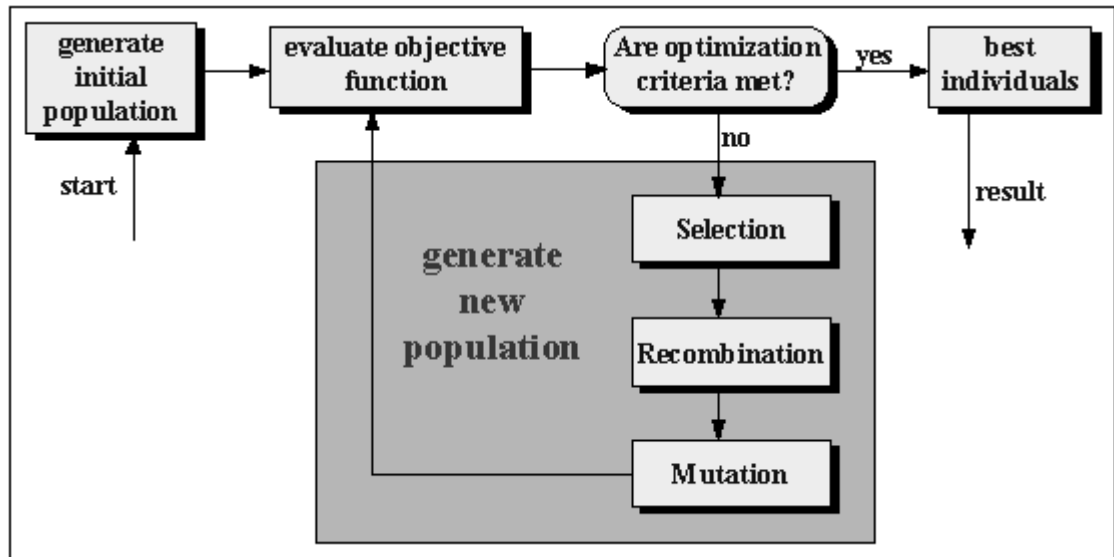 generate
initial
population
evaluate objective
function
Are optimization
criteria met?
yes
best
individuals
start
no
result
generate
new
population
Selection
Recombination
Mutation